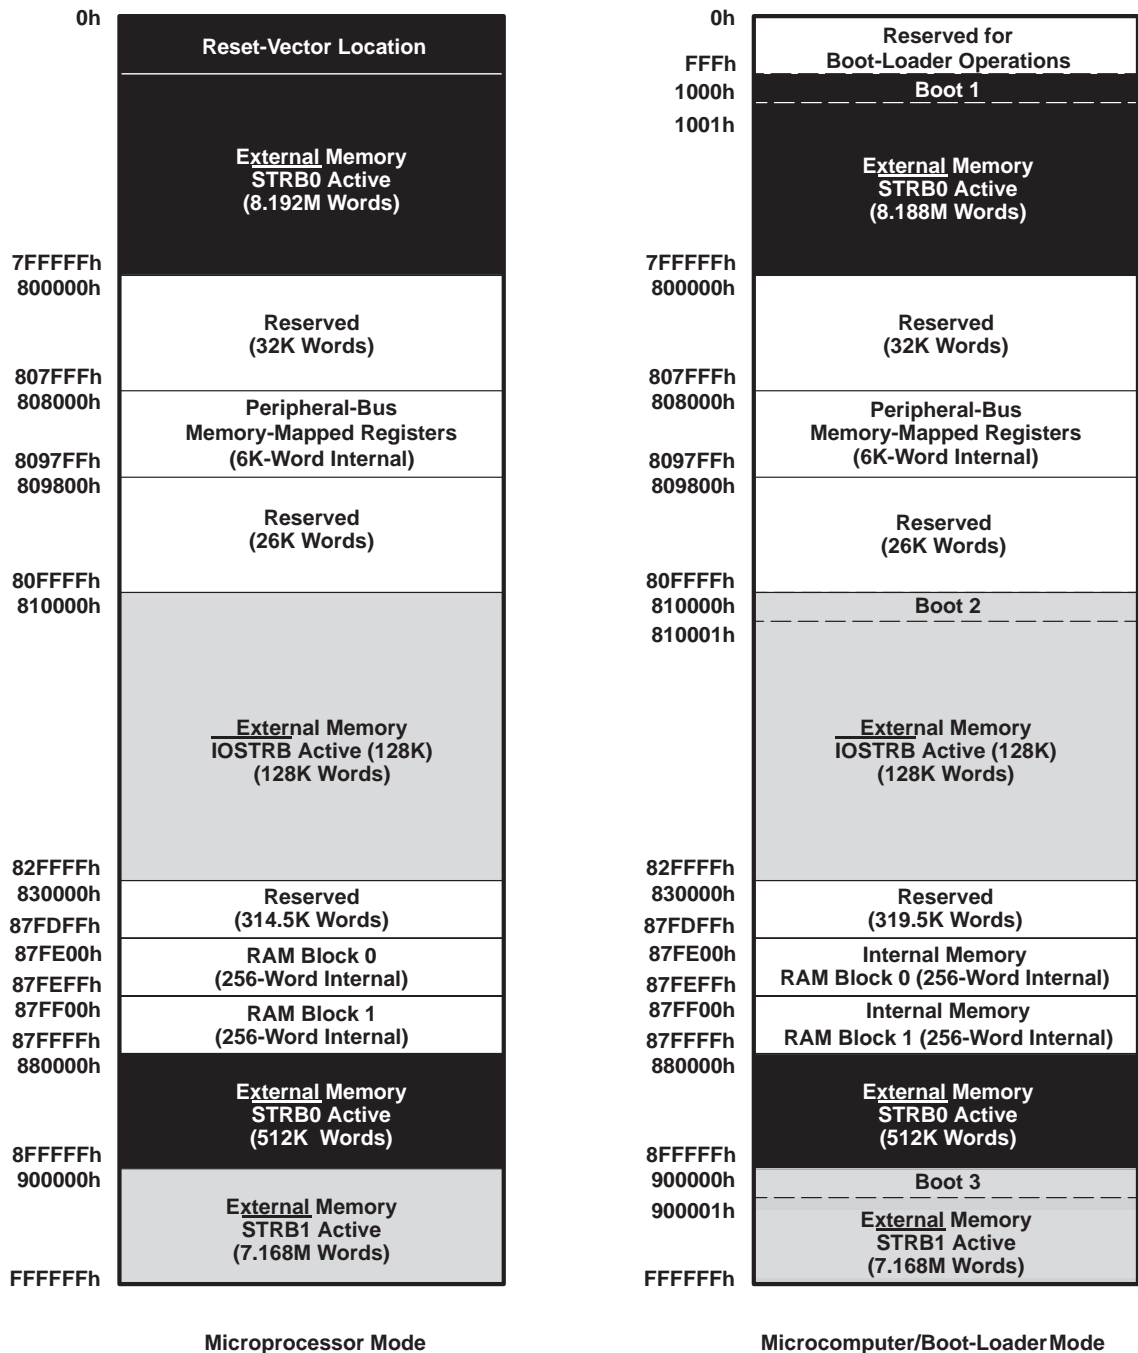 0h
Reset-Vector Location
External Memory
STRB0 Active
(8.192M Words)
7FFFFFh
800000h
Reserved
(32K Words)
807FFFh
808000h
Peripheral-Bus
Memory-Mapped Registers
(6K-Word Internal)
8097FFh
809800h
Reserved
(26K Words)
80FFFFh
810000h
External Memory
IOSTRB Active (128K)
(128K Words)
82FFFFh
830000h
Reserved
(314.5K Words)
87FDFFh
87FE00h
RAM Block 0
(256-Word Internal)
87FEFFh
87FF00h
RAM Block 1
(256-Word Internal)
87FFFFh
880000h
External Memory
STRB0 Active
(512K Words)
8FFFFFh
900000h
External Memory
STRB1 Active
(7.168M Words)
FFFFFFh
Microprocessor Mode
0h
Reserved for
Boot-Loader Operations
FFFh
1000h
Boot 1
1001h
External Memory
STRB0 Active
(8.188M Words)
7FFFFFh
800000h
Reserved
(32K Words)
807FFFh
808000h
Peripheral-Bus
Memory-Mapped Registers
(6K-Word Internal)
8097FFh
809800h
Reserved
(26K Words)
80FFFFh
810000h
Boot 2
810001h
External Memory
IOSTRB Active (128K)
(128K Words)
82FFFFh
830000h
Reserved
(319.5K Words)
87FDFFh
87FE00h
Internal Memory
RAM Block 0 (256-Word Internal)
87FEFFh
87FF00h
Internal Memory
RAM Block 1 (256-Word Internal)
87FFFFh
880000h
External Memory
STRB0 Active
(512K Words)
8FFFFFh
900000h
Boot 3
900001h
External Memory
STRB1 Active
(7.168M Words)
FFFFFFh
Microcomputer/Boot-Loader Mode